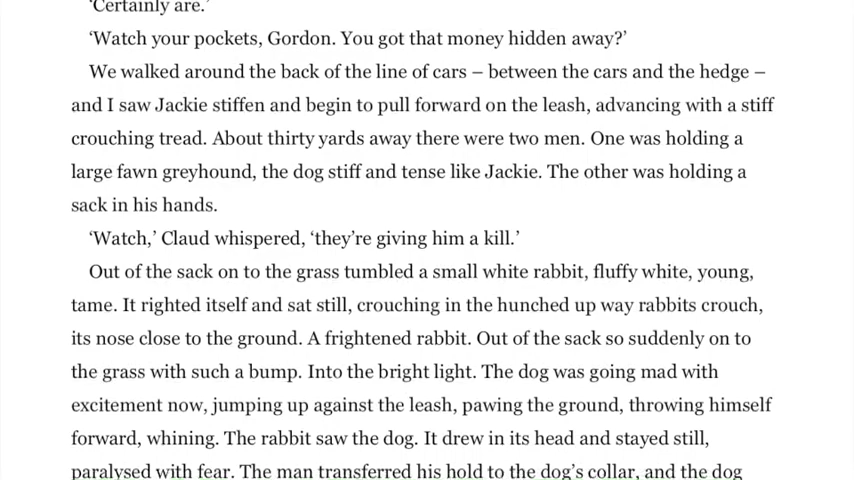 ‘Certainly are.’
‘Watch your pockets, Gordon. You got that money hidden away?’
We walked around the back of the line of cars – between the cars and the hedge –
and I saw Jackie stiffen and begin to pull forward on the leash, advancing with a stiff
crouching tread. About thirty yards away there were two men. One was holding a
large fawn greyhound, the dog stiff and tense like Jackie. The other was holding a
sack in his hands.
‘Watch,’ Claud whispered, ‘they’re giving him a kill.’
Out of the sack on to the grass tumbled a small white rabbit, fluffy white, young,
tame. It righted itself and sat still, crouching in the hunched up way rabbits crouch,
its nose close to the ground. A frightened rabbit. Out of the sack so suddenly on to
the grass with such a bump. Into the bright light. The dog was going mad with
excitement now, jumping up against the leash, pawing the ground, throwing himself
forward, whining. The rabbit saw the dog. It drew in its head and stayed still,
paralysed with fear. The man transferred his hold to the dog’s collar, and the dog